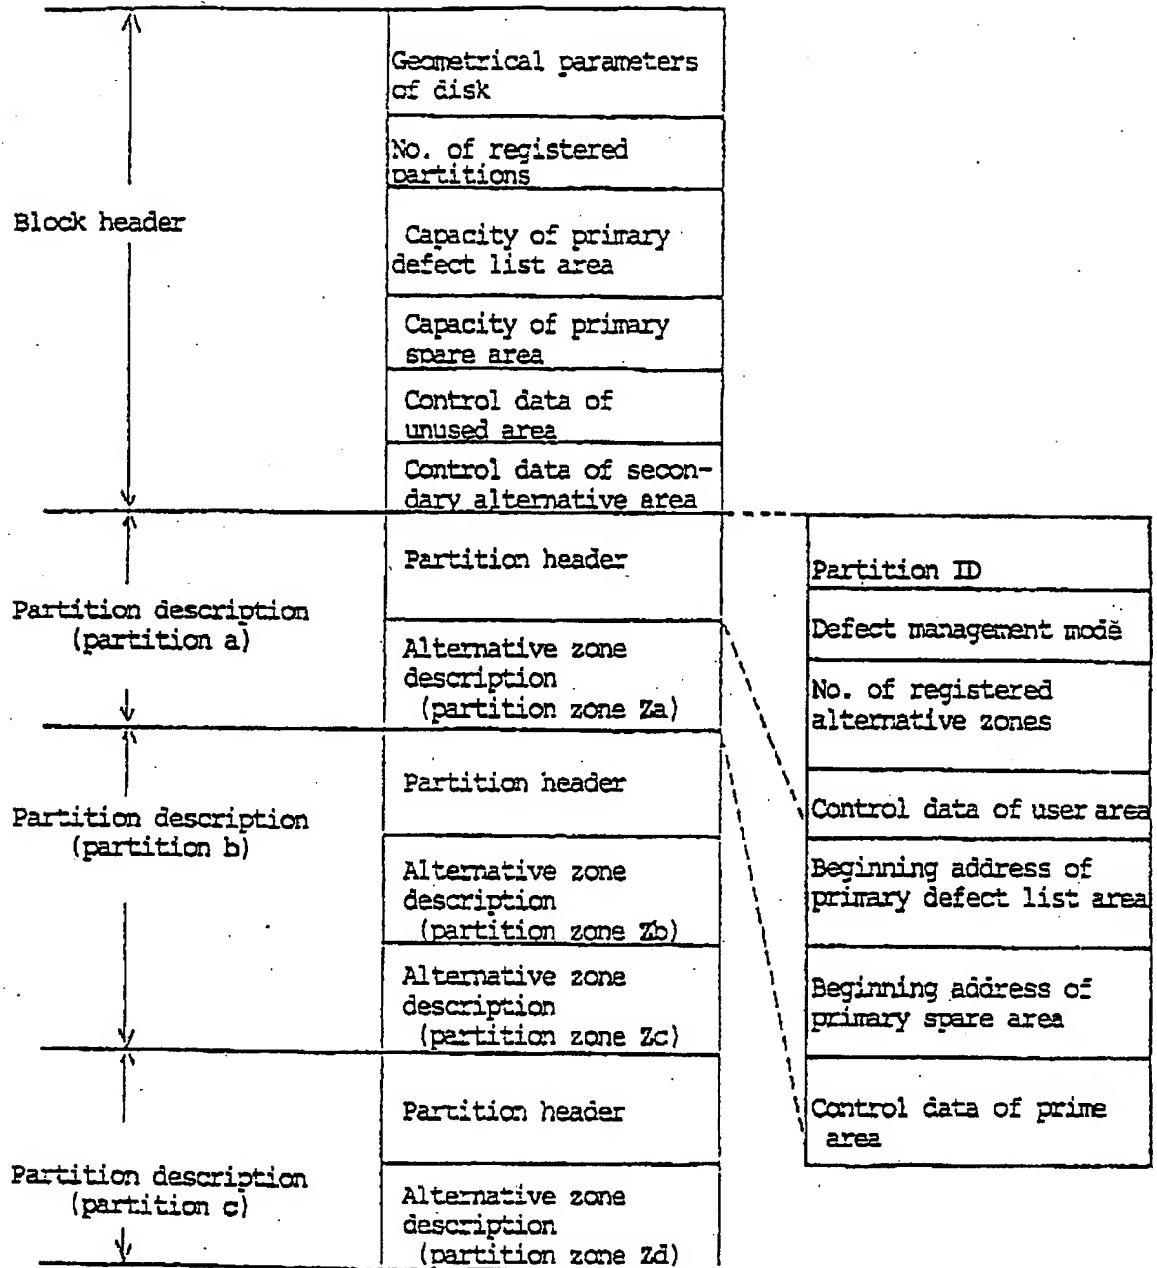 Geometrical parameters
of disk
No. of registered
partitions
Block header
Capacity of primary
defect list area
Capacity of primary
spare area
Control data of
unused area
Control data of secon-
dary alternative area
Partition description
(partition a)
Partition header
Alternative zone
description
(partition zone Za)
Partition description
(partition b)
Partition header
Alternative zone
description
(partition zone Zb)
Alternative zone
description
(partition zone Zc)
Partition description
(partition c)
Partition header
Alternative zone
description
(partition zone Zd)
Partition ID
Defect management mode
No. of registered
alternative zones
Control data of user area
Beginning address of
primary defect list area
Beginning address of
primary spare area
Control data of prime
area